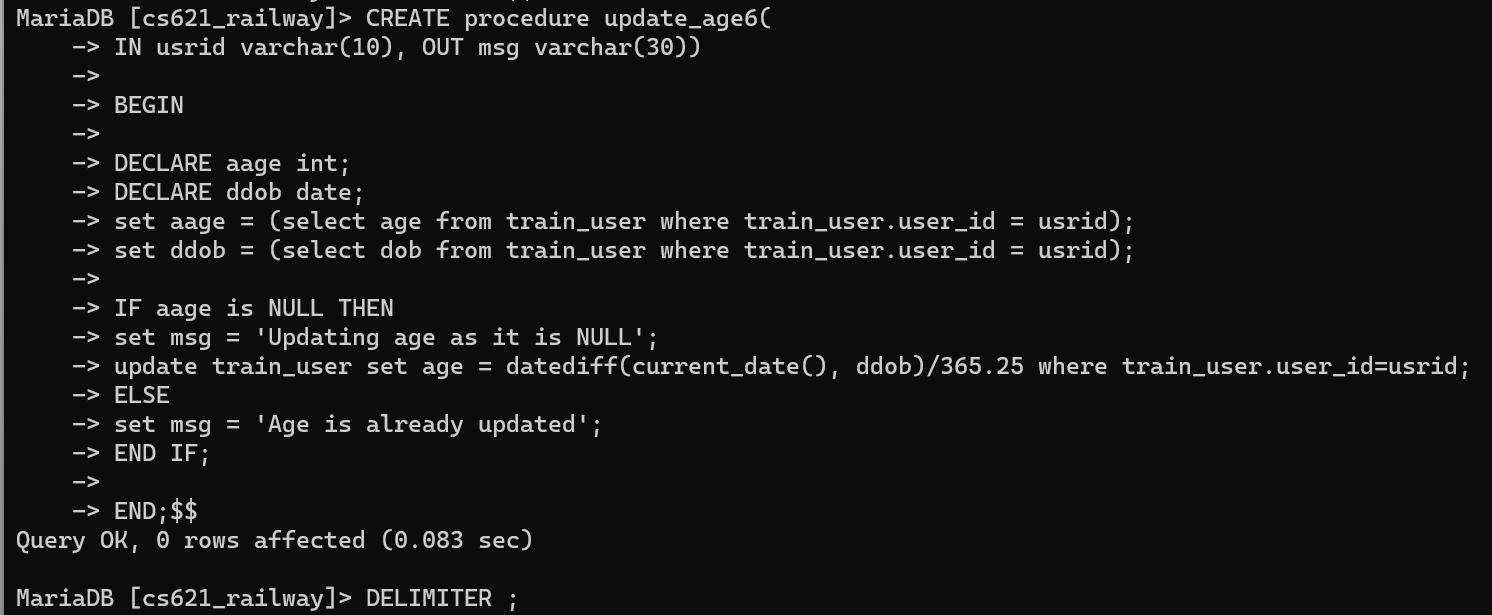 MariaDB [cs621_railway]> CREATE procedure update_age6(
-> IN usrid varchar(10), OUT msg varchar(30))
->
-> BEGIN
->
-> DECLARE aage int;
-> DECLARE ddob date;
-> set aage = (select age from train_user where train_user.user_id = usrid);
-> set ddob = (select dob from train_user where train_user.user_id = usrid);
->
-> IF aage is NULL THEN
-> set msg = 'Updating age as it is NULL';
-> update train_user set age = datediff(current_date(), ddob)/365.25 where train_user.user_id=usrid;
-> ELSE
-> set msg = 'Age is already updated';
-> END IF;
->
-> END;$$
Query OK, 0 rows affected (0.083 sec)
MariaDB [cs621_railway]> DELIMITER ;